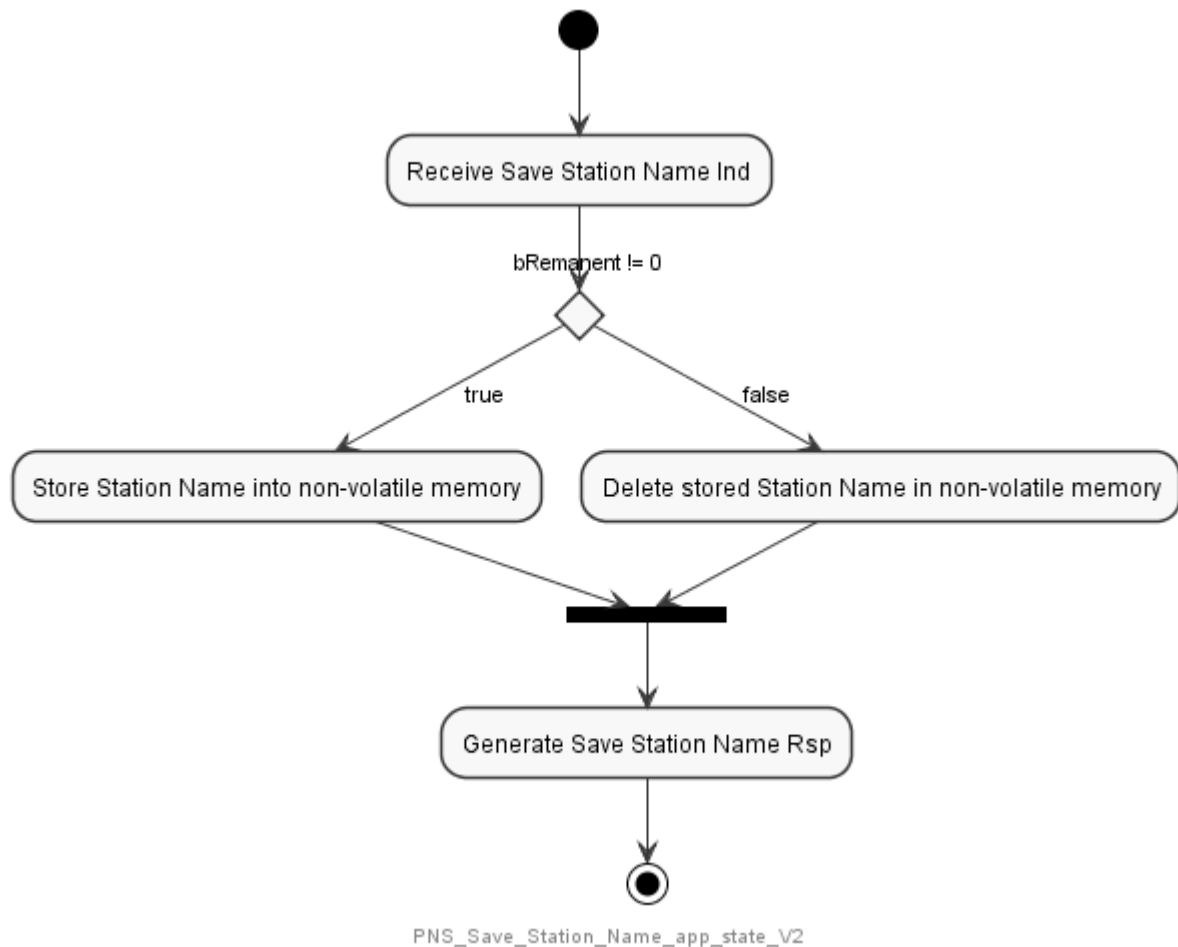 Receive Save Station Name Ind
bRemanent != 0
true
false
Store Station Name into non-volatile memory
Delete stored Station Name in non-volatile memory
Generate Save Station Name Rsp
PNS_Save_Station_Name_app_state_V2